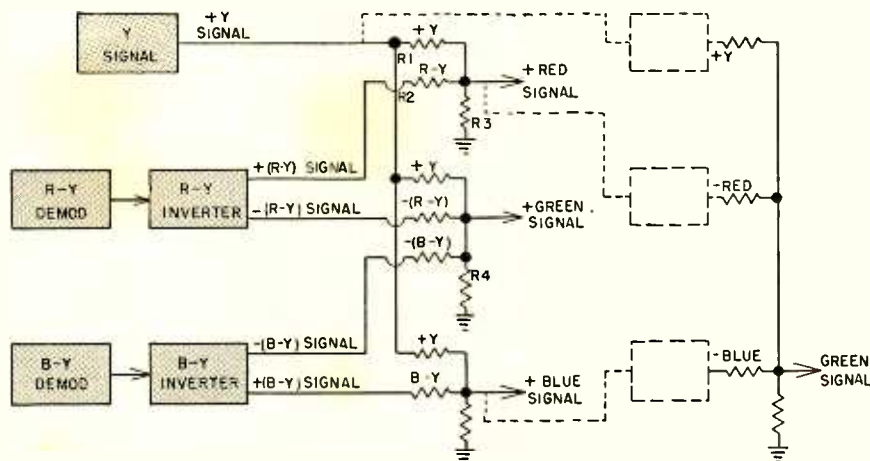 Y
SIGNAL
+Y
SIGNAL
+Y
R1
R-Y
R2
+ RED
SIGNAL
R3
+Y
R-Y
DEMOD
R-Y
INVERTER
+(R-Y) SIGNAL
-(R-Y) SIGNAL
+Y
-(R-Y)
-(B-Y)
+GREEN
SIGNAL
R4
-RED
B-Y
DEMOD
B-Y
INVERTER
-(B-Y) SIGNAL
+(B-Y) SIGNAL
+Y
B-Y
+ BLUE
SIGNAL
-BLUE
GREEN
SIGNAL